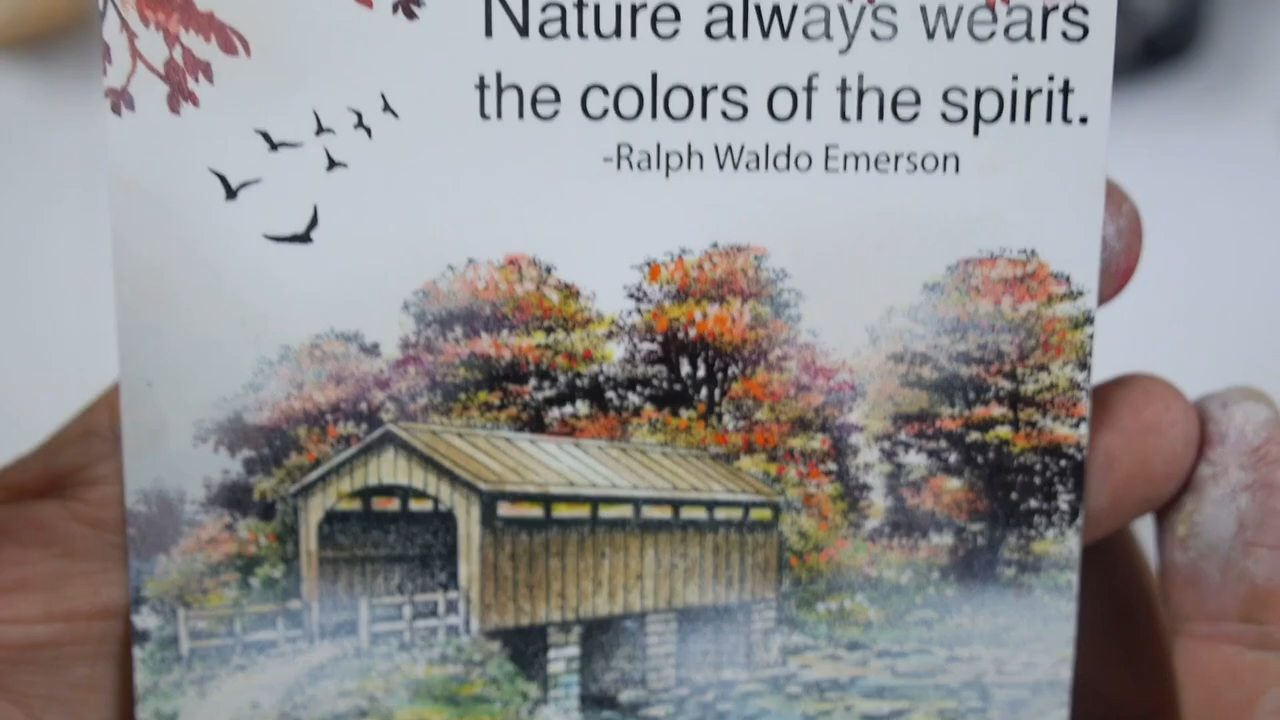 Nature always wears
the colors of the spirit.
-Ralph Waldo Emerson